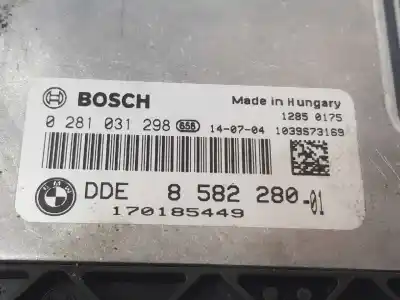 BOSCH
Made in Hungary
1285 0175
0 281 031 298 656 14-07-04 1039S73169
DDE 8 582 280-01
170185449